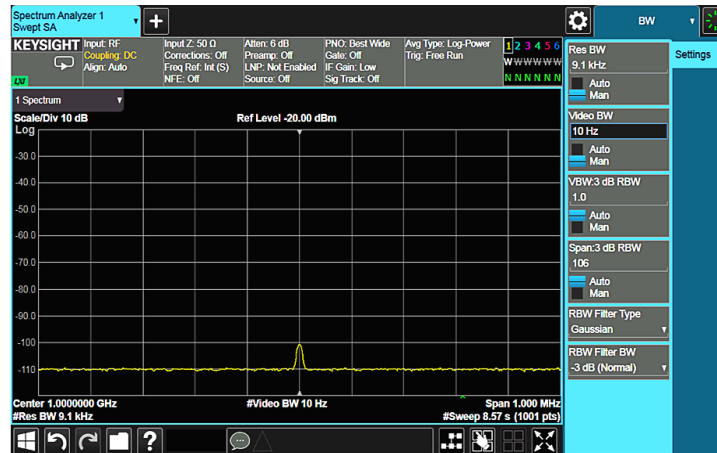 Spectrum Analyzer 1
Swept SA
+
BW
KEYSIGHT
Input: RF
Coupling: DC
Align: Auto
Input Z: 50 Ω
Corrections: Off
Freq Ref: Int (S)
NFE: Off
Atten: 6 dB
Preamp: Off
LNP: Not Enabled
Source: Off
PNO: Best Wide
Gate: Off
IF Gain: Low
Sig Track: Off
Avg Type: Log-Power
Trig: Free Run
1 2 3 4 5 6
W W W W W W
N N N N N N
LXI
1 Spectrum
Scale/Div 10 dB
Ref Level -20.00 dBm
Log
-30.0
-40.0
-50.0
-60.0
-70.0
-80.0
-90.0
-100
-110
Center 1.0000000 GHz
#Video BW 10 Hz
Span 1.000 MHz
#Res BW 9.1 kHz
#Sweep 8.57 s (1001 pts)
Res BW
9.1 kHz
Auto
Man
Video BW
10 Hz
Auto
Man
VBW:3 dB RBW
1.0
Auto
Man
Span:3 dB RBW
106
Auto
Man
RBW Filter Type
Gaussian
RBW Filter BW
-3 dB (Normal)
Settings
?